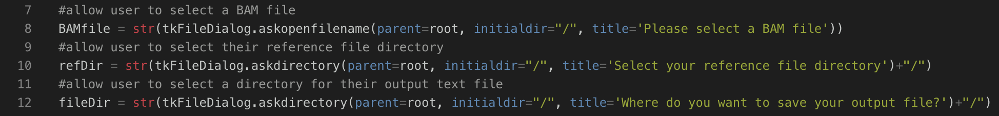 7 #allow user to select a BAM file
8 BAMfile = str(tkFileDialog.askopenfilename(parent=root, initialdir="/", title='Please select a BAM file'))
9 #allow user to select their reference file directory
10 refDir = str(tkFileDialog.askdirectory(parent=root, initialdir="/", title='Select your reference file directory')+"/")
11 #allow user to select a directory for their output text file
12 fileDir = str(tkFileDialog.askdirectory(parent=root, initialdir="/", title='Where do you want to save your output file?')+"/")